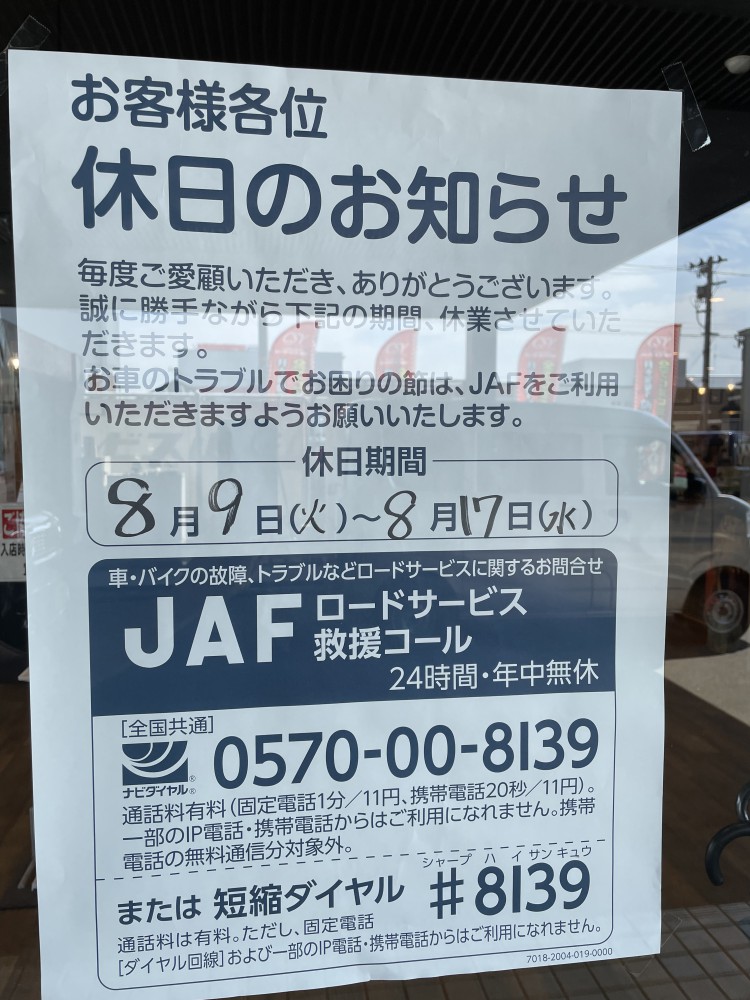 お客様各位
休日のお知らせ
毎度ご愛顧いただき、ありがとうございます。
誠に勝手ながら下記の期間、休業させていた
だきます。
お車のトラブルでお困りの節は、JAFをご利用
いただきますようお願いいたします。
休日期間
8月9日(火)~8月17日(水)
車・バイクの故障、トラブルなどロードサービスに関するお問合せ
JAF ロードサービス
救援コール
24時間・年中無休
[全国共通]
ナビダイヤル® 0570-00-8139
通話料有料(固定電話1分/11円、携帯電話20秒/11円)。
一部のIP電話・携帯電話からはご利用になれません。携帯
電話の無料通信分対象外。
シャープ ハイ サンキュウ
または 短縮ダイヤル #8139
通話料は有料。ただし、固定電話
[ダイヤル回線]および一部のIP電話・携帯電話からはご利用になれません。
7018-2004-019-0000